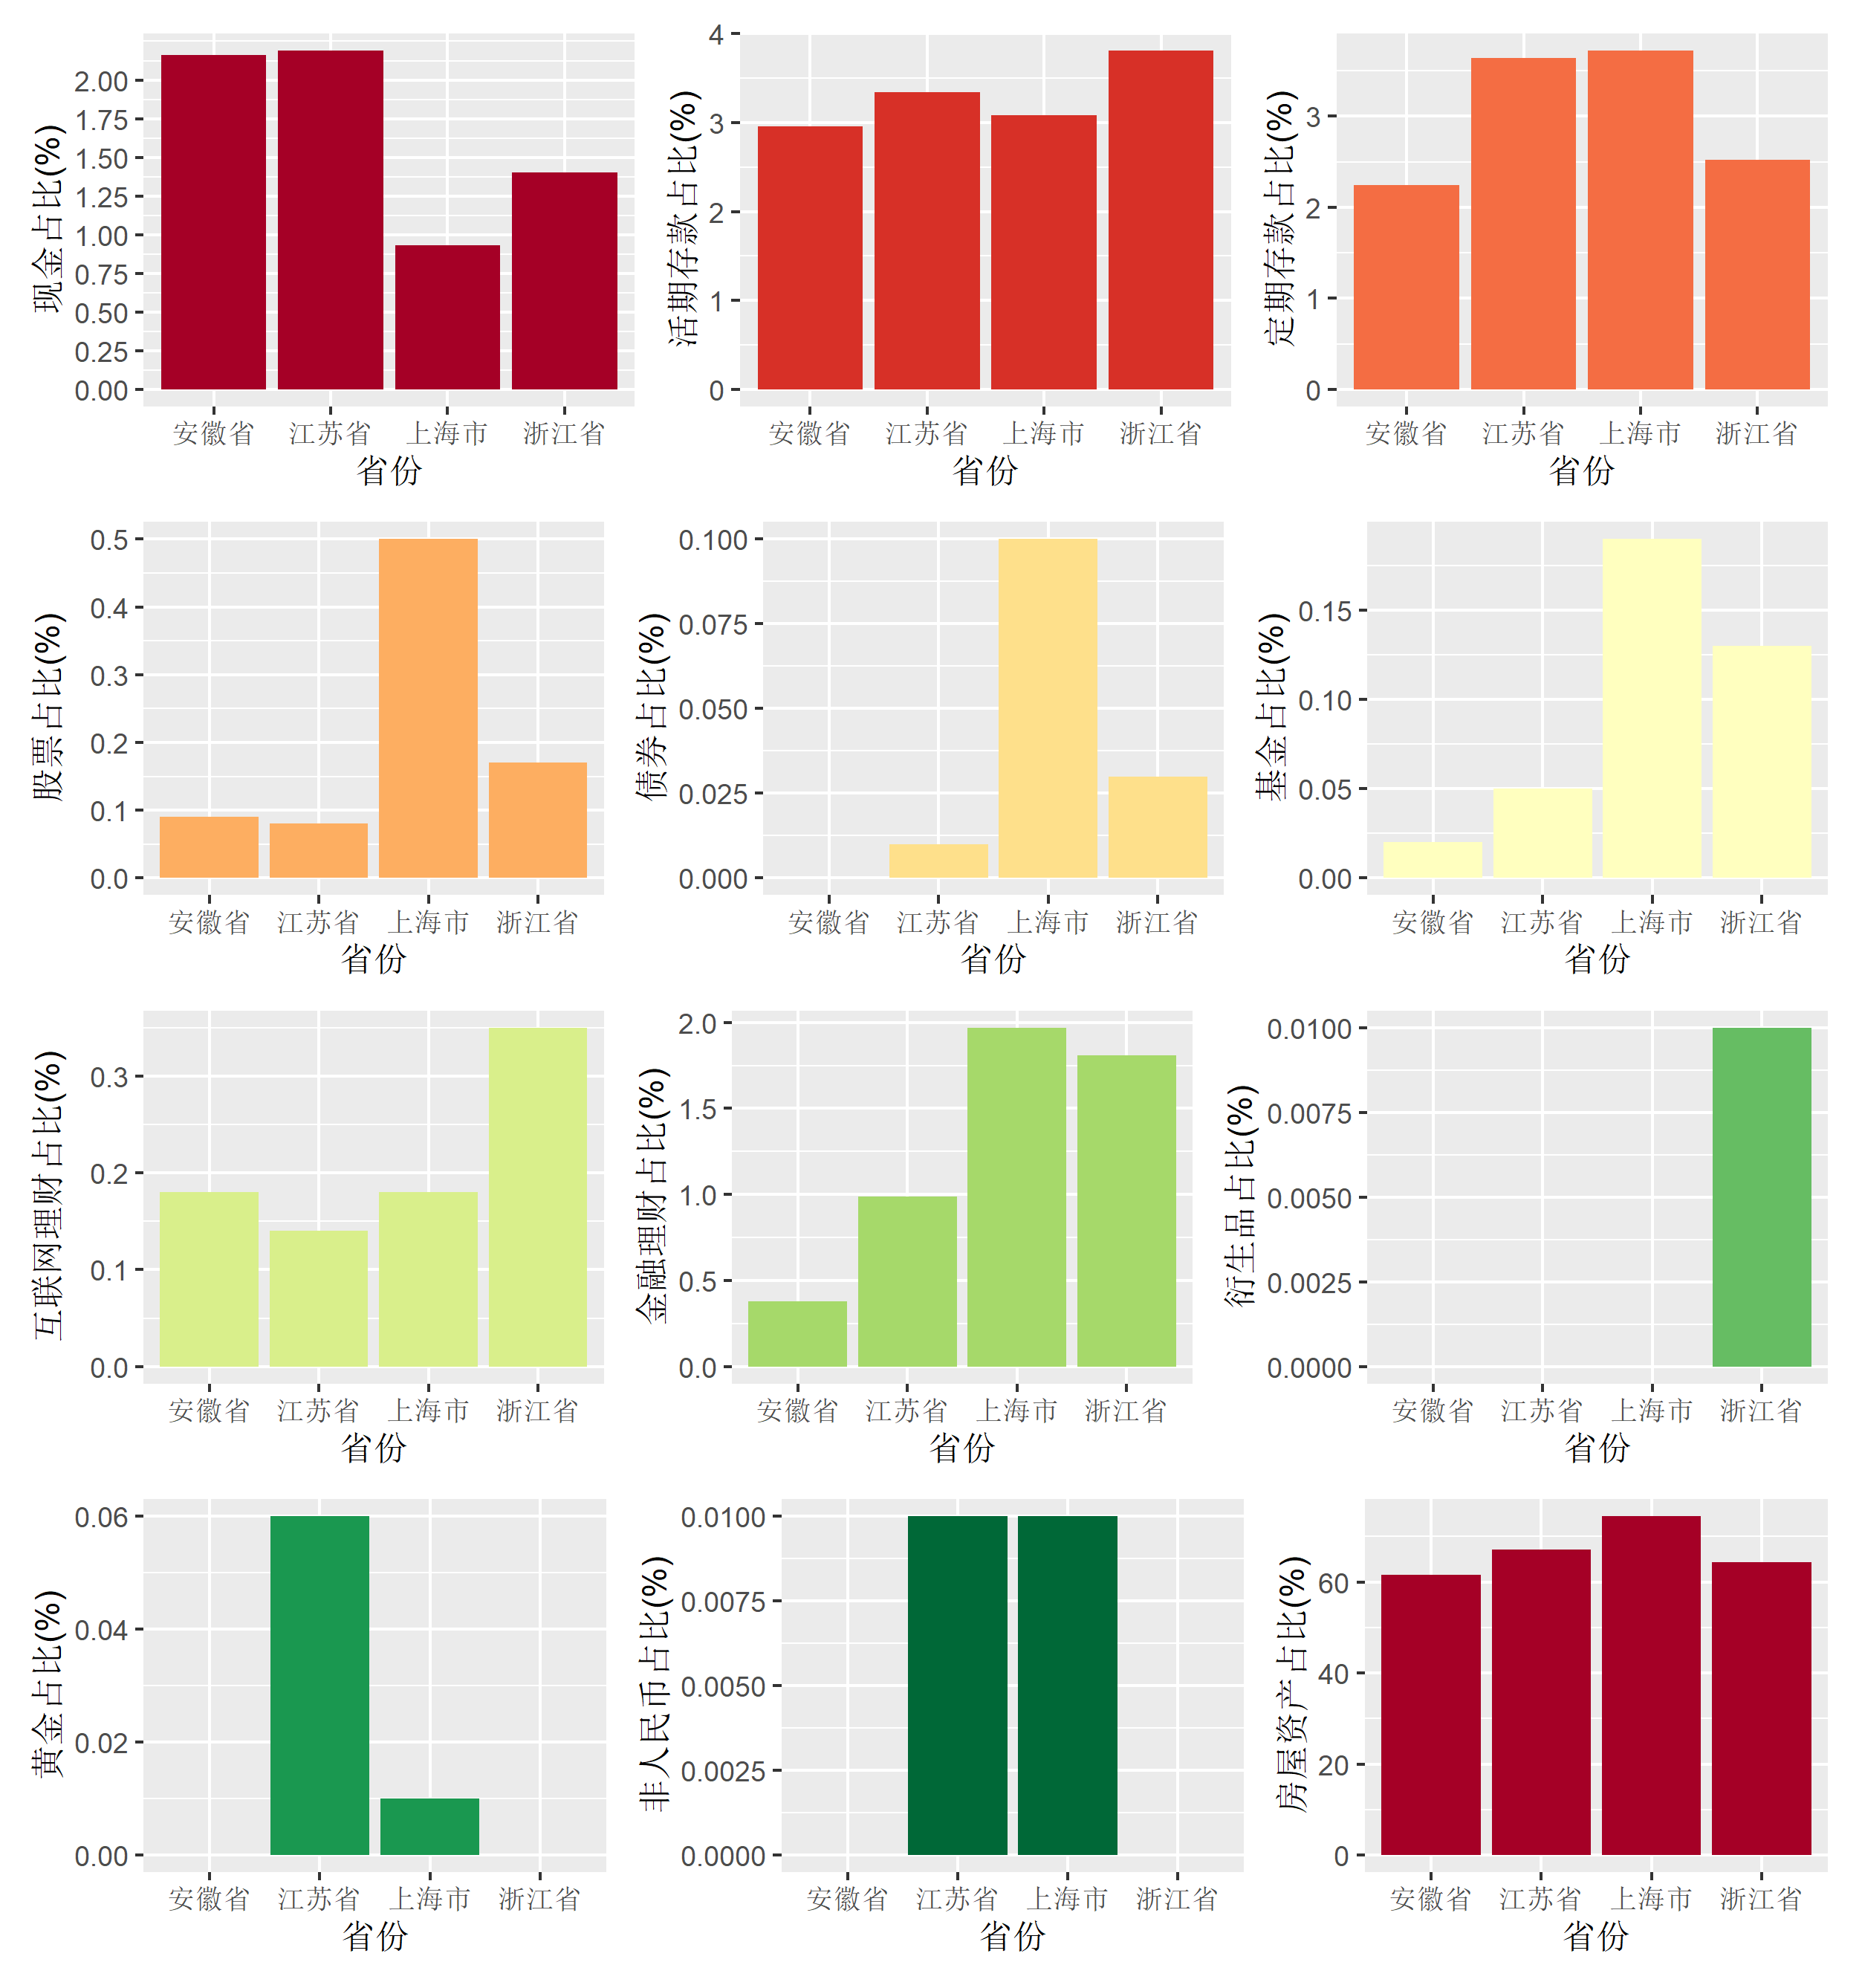 现金占比(%)
2.00
1.75
1.50
1.25
1.00
0.75
0.50
0.25
0.00
安徽省 江苏省 上海市 浙江省
省份
活期存款占比(%)
4
3
2
1
0
安徽省 江苏省 上海市 浙江省
省份
定期存款占比(%)
3
2
1
0
安徽省 江苏省 上海市 浙江省
省份
股票占比(%)
0.5
0.4
0.3
0.2
0.1
0.0
安徽省 江苏省 上海市 浙江省
省份
债券占比(%)
0.100
0.075
0.050
0.025
0.000
安徽省 江苏省 上海市 浙江省
省份
基金占比(%)
0.15
0.10
0.05
0.00
安徽省 江苏省 上海市 浙江省
省份
互联网理财占比(%)
0.3
0.2
0.1
0.0
安徽省 江苏省 上海市 浙江省
省份
金融理财占比(%)
2.0
1.5
1.0
0.5
0.0
安徽省 江苏省 上海市 浙江省
省份
衍生品占比(%)
0.0100
0.0075
0.0050
0.0025
0.0000
安徽省 江苏省 上海市 浙江省
省份
黄金占比(%)
0.06
0.04
0.02
0.00
安徽省 江苏省 上海市 浙江省
省份
非人民币占比(%)
0.0100
0.0075
0.0050
0.0025
0.0000
安徽省 江苏省 上海市 浙江省
省份
房屋资产占比(%)
60
40
20
0
安徽省 江苏省 上海市 浙江省
省份